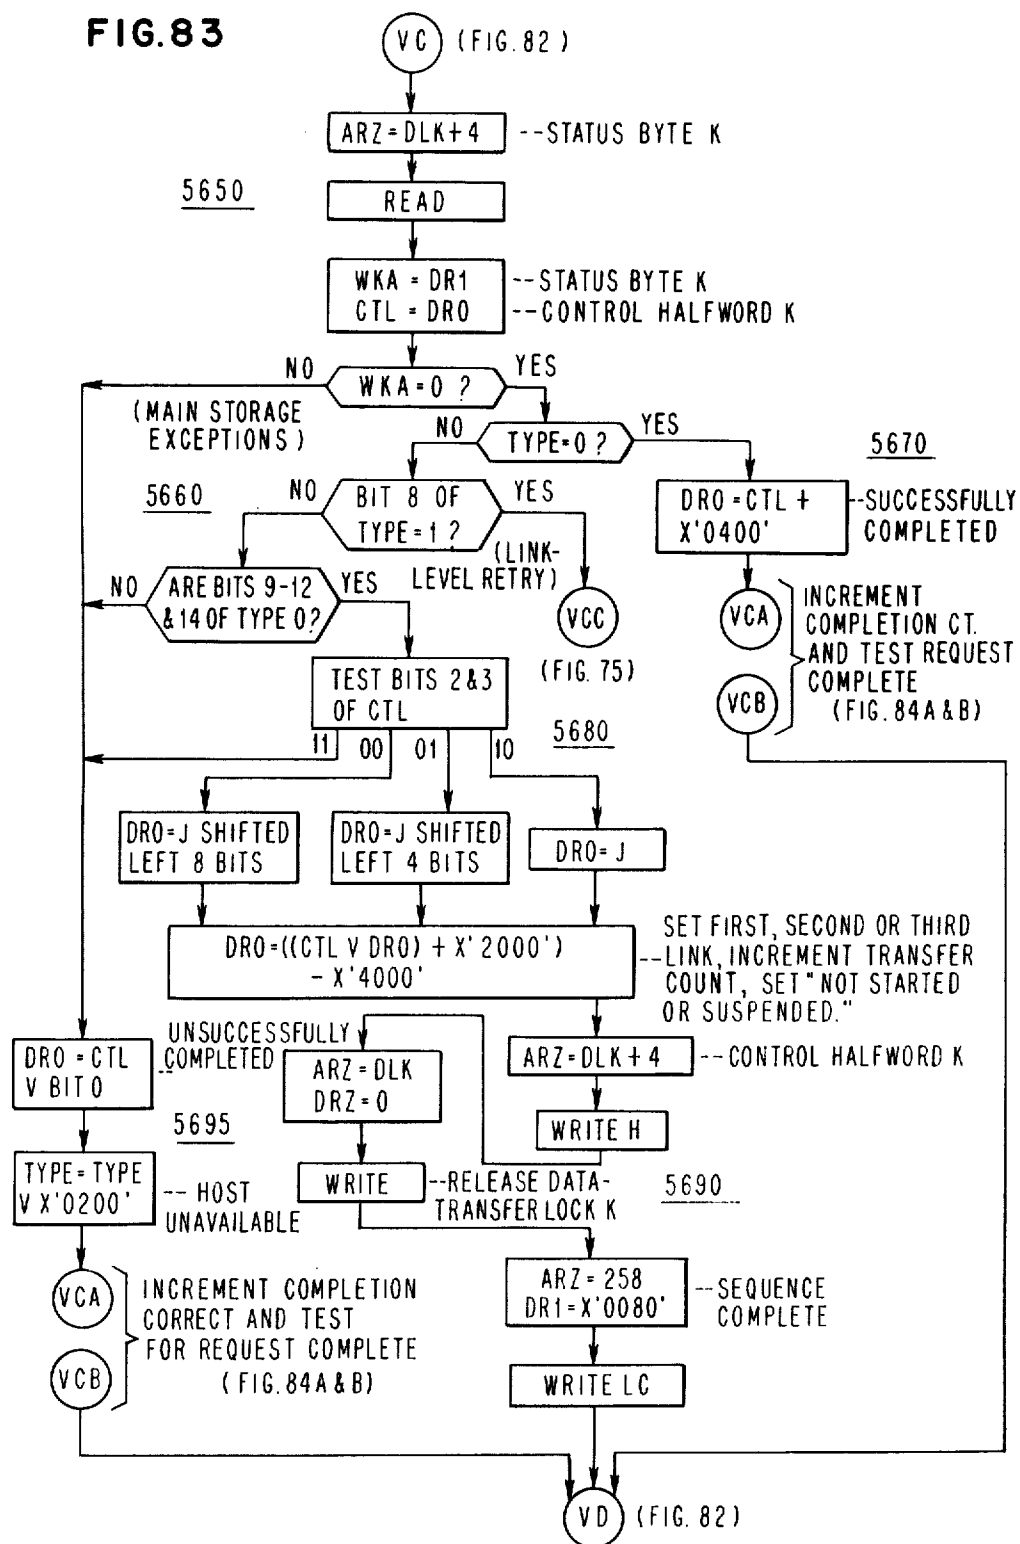 FIG.83
VC (FIG.82)
ARZ=DLK+4 --STATUS BYTE K
5650
READ
WKA=DR1 --STATUS BYTE K
CTL=DR0 --CONTROL HALFWORD K
NO WKA=0 ? YES
(MAIN STORAGE
EXCEPTIONS)
NO TYPE=0 ? YES
5670
5660
NO BIT 8 OF YES
TYPE=1 ?
DR0=CTL + --SUCCESSFULLY
X'0400' COMPLETED
(LINK-
LEVEL RETRY)
NO ARE BITS 9-12 YES
&14 OF TYPE 0?
VCC
(FIG. 75)
VCA
VCB
INCREMENT
COMPLETION CT.
AND TEST REQUEST
COMPLETE
(FIG.84A&B)
TEST BITS 2&3
OF CTL
5680
11 00 01 10
DR0=J SHIFTED
LEFT 8 BITS
DR0=J SHIFTED
LEFT 4 BITS
DR0=J
DR0=((CTL V DR0) + X'2000')
- X'4000'
SET FIRST, SECOND OR THIRD
--LINK, INCREMENT TRANSFER
COUNT, SET "NOT STARTED
OR SUSPENDED."
UNSUCCESSFULLY
COMPLETED
DR0=CTL --
V BIT 0
ARZ=DLK
DRZ=0
ARZ=DLK+4 --CONTROL HALFWORD K
WRITE H
5695
TYPE=TYPE
V X'0200'
-- HOST
UNAVAILABLE
WRITE --RELEASE DATA-
TRANSFER LOCK K
5690
ARZ=258 --SEQUENCE
DR1=X'0080' COMPLETE
VCA
VCB
INCREMENT COMPLETION
CORRECT AND TEST
FOR REQUEST COMPLETE
(FIG.84A&B)
WRITE LC
VD (FIG. 82)